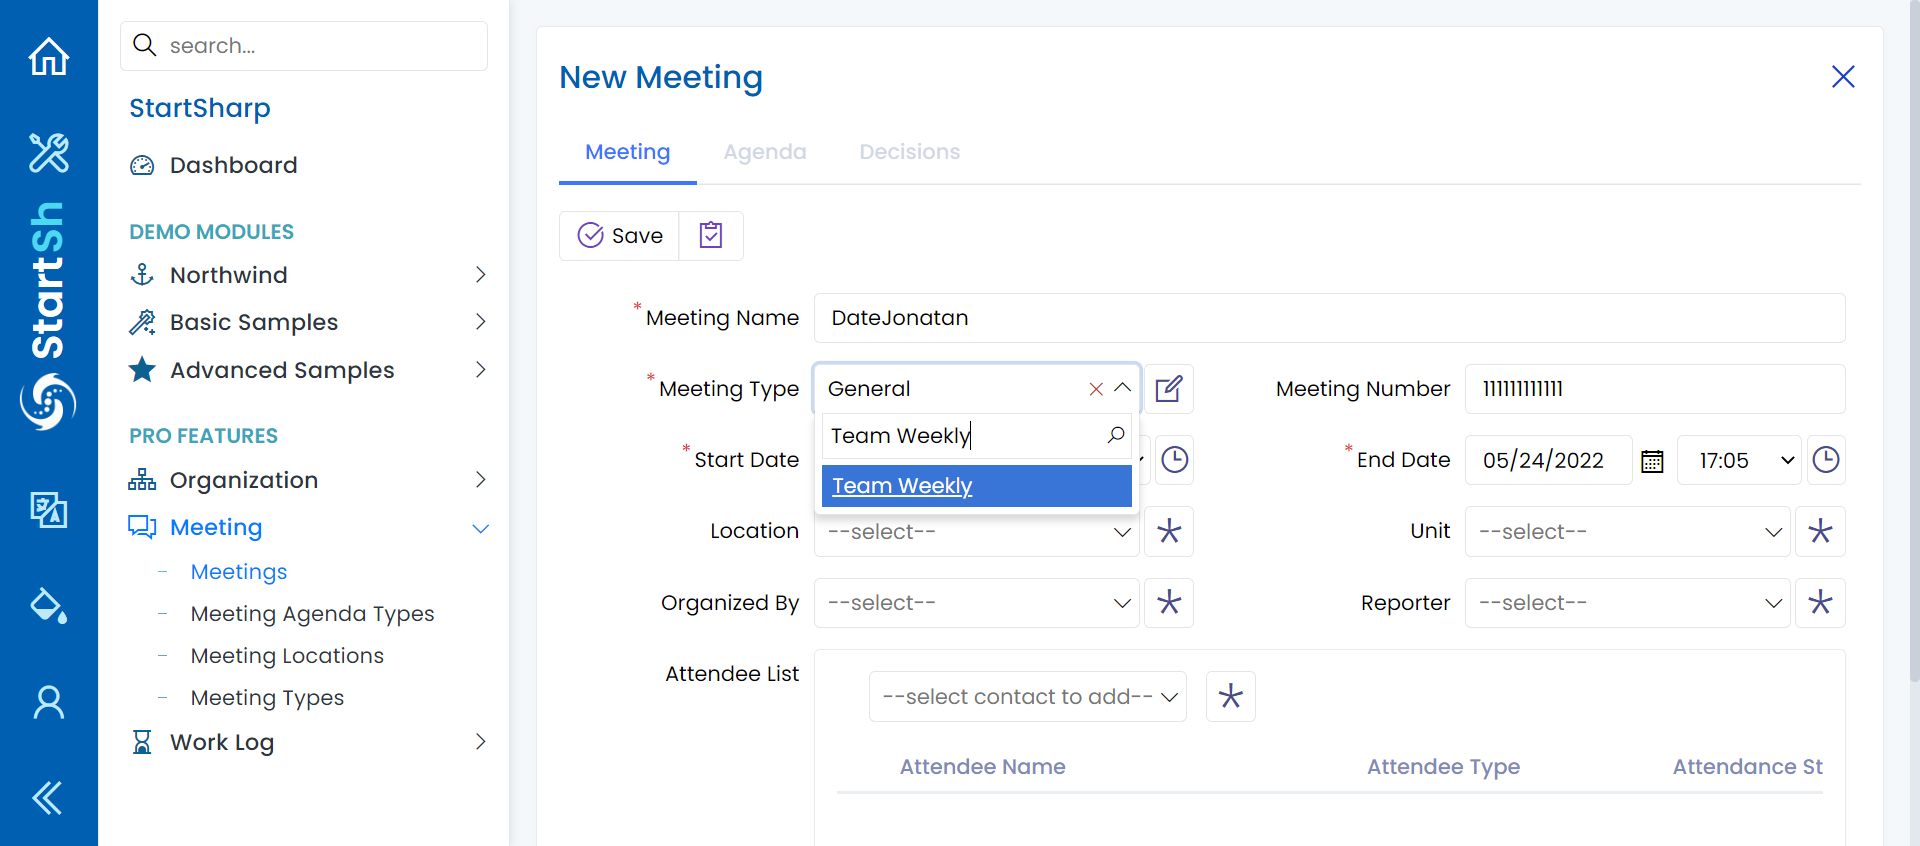 search...
StartSharp
Dashboard
DEMO MODULES
Northwind
Basic Samples
Advanced Samples
PRO FEATURES
Organization
Meeting
Meetings
Meeting Agenda Types
Meeting Locations
Meeting Types
Work Log
StartSh
New Meeting
Meeting
Agenda
Decisions
Save
*Meeting Name
DateJonatan
*Meeting Type
General
Meeting Number
1111111111111
Team Weekly
Team Weekly
*Start Date
*End Date
05/24/2022
17:05
Location
--select--
Unit
--select--
Organized By
--select--
Reporter
--select--
Attendee List
--select contact to add--
Attendee Name
Attendee Type
Attendance St